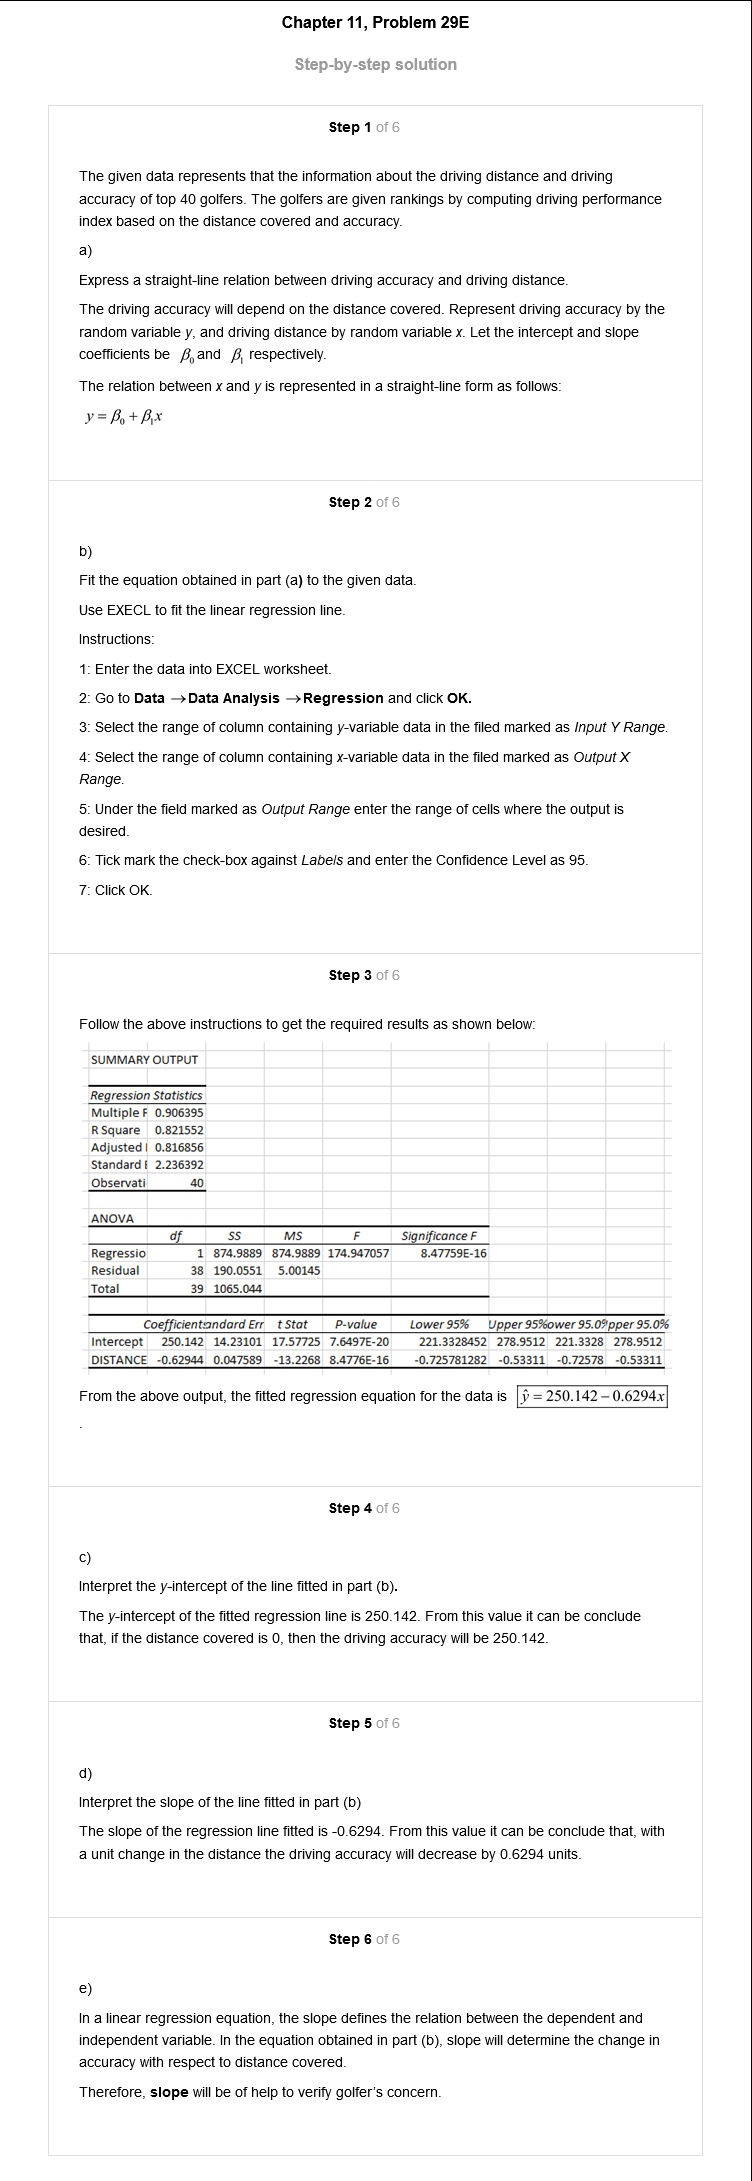 Chapter 11, Problem 29E
Step-by-step solution
Step 1 of 6
The given data represents that the information about the driving distance and driving
accuracy of top 40 golfers. The golfers are given rankings by computing driving performance
index based on the distance covered and accuracy.
a)
Express a straight-line relation between driving accuracy and driving distance.
The driving accuracy will depend on the distance covered. Represent driving accuracy by the
random variable y, and driving distance by random variable x. Let the intercept and slope
coefficients be β₀ and β₁ respectively.
The relation between x and y is represented in a straight-line form as follows:
y = β₀ + β₁x
Step 2 of 6
b)
Fit the equation obtained in part (a) to the given data.
Use EXECL to fit the linear regression line.
Instructions:
1: Enter the data into EXCEL worksheet.
2: Go to Data →Data Analysis →Regression and click OK.
3: Select the range of column containing y-variable data in the filed marked as Input Y Range.
4: Select the range of column containing x-variable data in the filed marked as Output X
Range.
5: Under the field marked as Output Range enter the range of cells where the output is
desired.
6: Tick mark the check-box against Labels and enter the Confidence Level as 95.
7: Click OK.
Step 3 of 6
Follow the above instructions to get the required results as shown below:
SUMMARY OUTPUT
Regression Statistics
Multiple R 0.906395
R Square 0.821552
Adjusted 0.816856
Standard E 2.236392
Observati 40
ANOVA
df SS MS F Significance F
Regressio 1 874.9889 874.9889 174.947057 8.47759E-16
Residual 38 190.0551 5.00145
Total 39 1065.044
Coefficients andard Err t Stat P-value Lower 95% Upper 95% ower 95.0% pper 95.0%
Intercept 250.142 14.23101 17.57725 7.6497E-20 221.3328452 278.9512 221.3328 278.9512
DISTANCE -0.62944 0.047589 -13.2268 8.4776E-16 -0.725781282 -0.53311 -0.72578 -0.53311
From the above output, the fitted regression equation for the data is ŷ = 250.142 – 0.6294x
.
Step 4 of 6
c)
Interpret the y-intercept of the line fitted in part (b).
The y-intercept of the fitted regression line is 250.142. From this value it can be conclude
that, if the distance covered is 0, then the driving accuracy will be 250.142.
Step 5 of 6
d)
Interpret the slope of the line fitted in part (b)
The slope of the regression line fitted is -0.6294. From this value it can be conclude that, with
a unit change in the distance the driving accuracy will decrease by 0.6294 units.
Step 6 of 6
e)
In a linear regression equation, the slope defines the relation between the dependent and
independent variable. In the equation obtained in part (b), slope will determine the change in
accuracy with respect to distance covered.
Therefore, slope will be of help to verify golfer's concern.